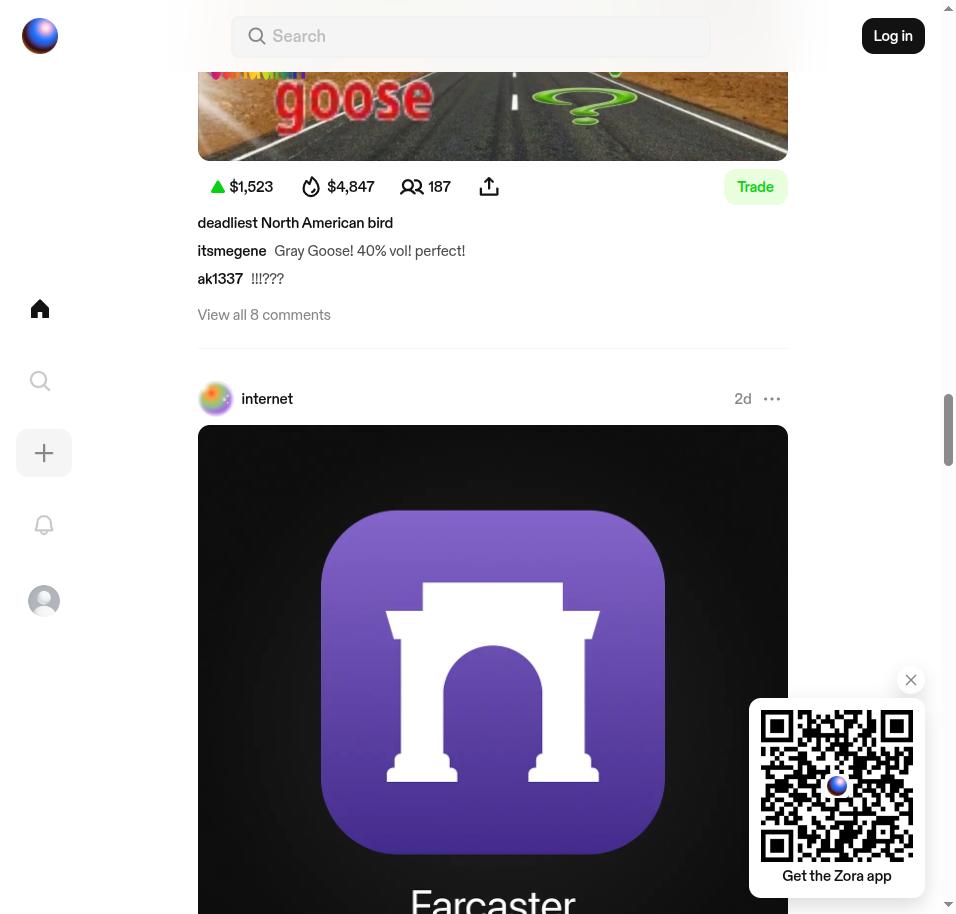 Search
Log in
goose
$1,523
$4,847
187
Trade
deadliest North American bird
itsmegene Gray Goose! 40% vol! perfect!
ak1337 !!!???
View all 8 comments
internet
2d
Farcaster
Get the Zora app